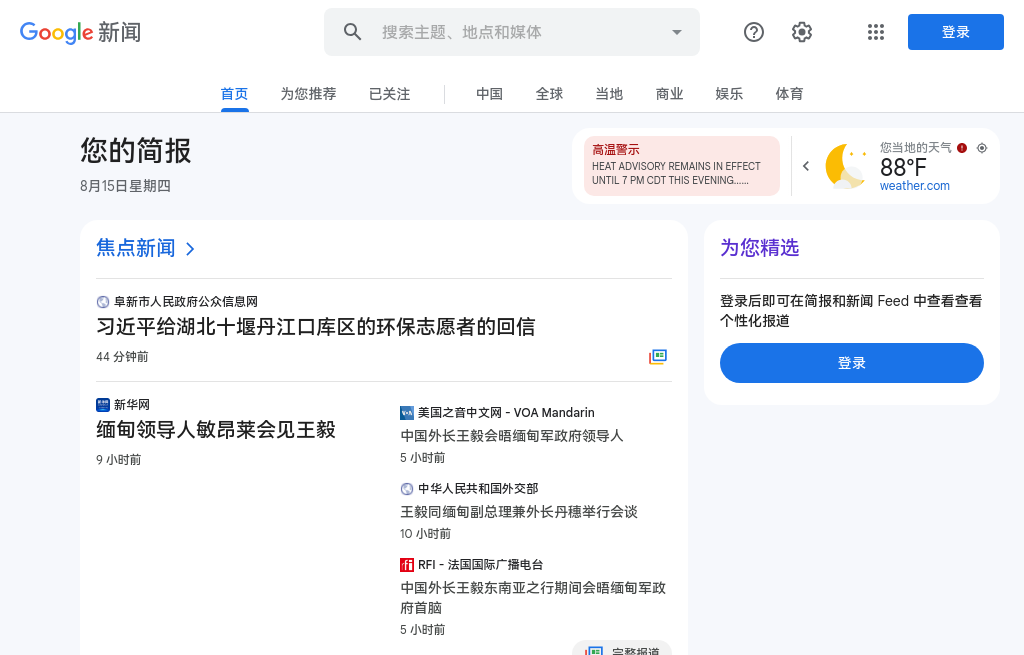 Google 新闻
搜索主题、地点和媒体
登录
首页
为您推荐
已关注
中国
全球
当地
商业
娱乐
体育
您的简报
8月15日星期四
高温警示
HEAT ADVISORY REMAINS IN EFFECT
UNTIL 7 PM CDT THIS EVENING......
您当地的天气
88°F
weather.com
焦点新闻
阜新市人民政府公众信息网
习近平给湖北十堰丹江口库区的环保志愿者的回信
44 分钟前
新华网
缅甸领导人敏昂莱会见王毅
9 小时前
美国之音中文网 - VOA Mandarin
中国外长王毅会晤缅甸军政府领导人
5 小时前
中华人民共和国外交部
王毅同缅甸副总理兼外长丹穗举行会谈
10 小时前
RFI - 法国国际广播电台
中国外长王毅东南亚之行期间会晤缅甸军政
府首脑
5 小时前
完整报道
为您精选
登录后即可在简报和新闻 Feed 中查看查看
个性化报道
登录